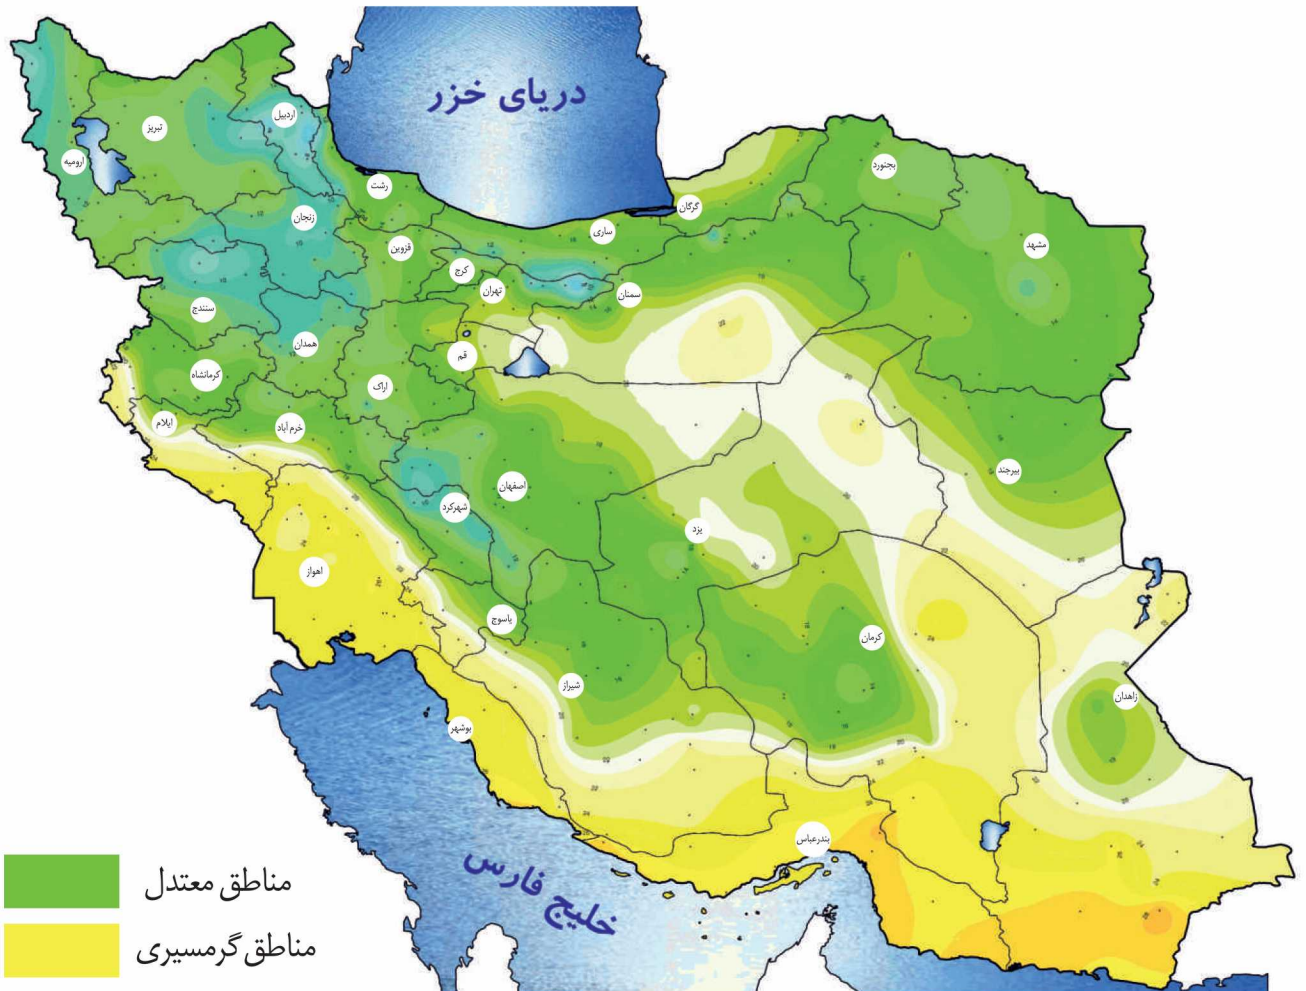 دریای خزر
اردبیل
تبریز
ارومیه
رشت
زنجان
قزوین
کرج
تهران
ساری
گرگان
بجنورد
مشهد
سمنان
سنندج
همدان
قم
کرمانشاه
اراک
ایلام
خرم آباد
اصفهان
شهرکرد
بیرجند
یزد
اهواز
یاسوج
کرمان
شیراز
زاهدان
بوشهر
بندرعباس
خلیج فارس
مناطق معتدل
مناطق گرمسیری